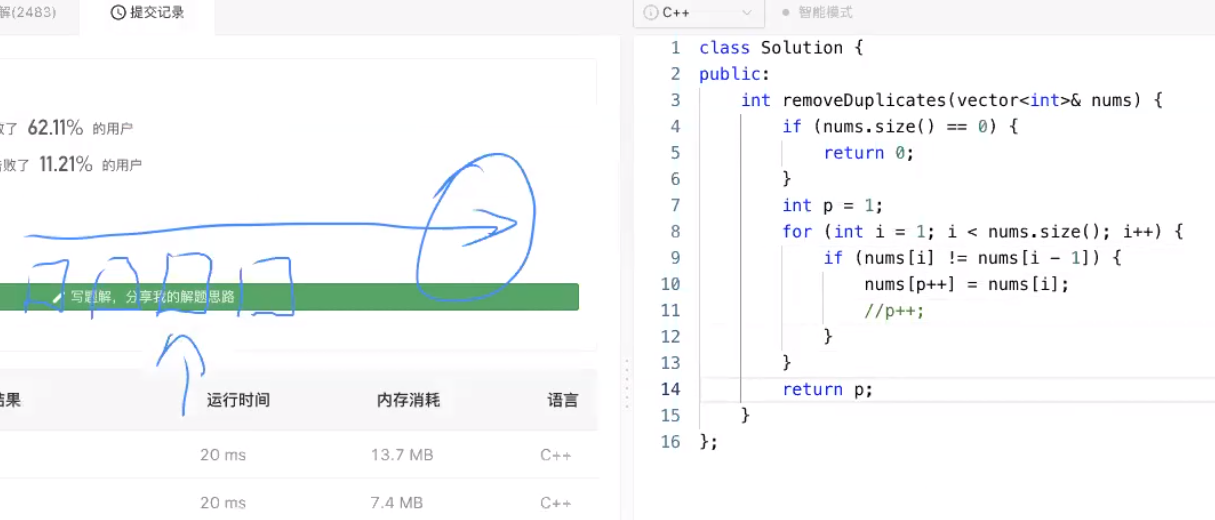 解(2483)
提交记录
C++
智能模式
败了 62.11% 的用户
击败了 11.21% 的用户
写题解，分享我的解题思路
结果 运行时间 内存消耗 语言
20 ms 13.7 MB C++
20 ms 7.4 MB C++
1 class Solution {
2 public:
3 int removeDuplicates(vector<int>& nums) {
4 if (nums.size() == 0) {
5 return 0;
6 }
7 int p = 1;
8 for (int i = 1; i < nums.size(); i++) {
9 if (nums[i] != nums[i - 1]) {
10 nums[p++] = nums[i];
11 //p++;
12 }
13 }
14 return p;
15 }
16 };